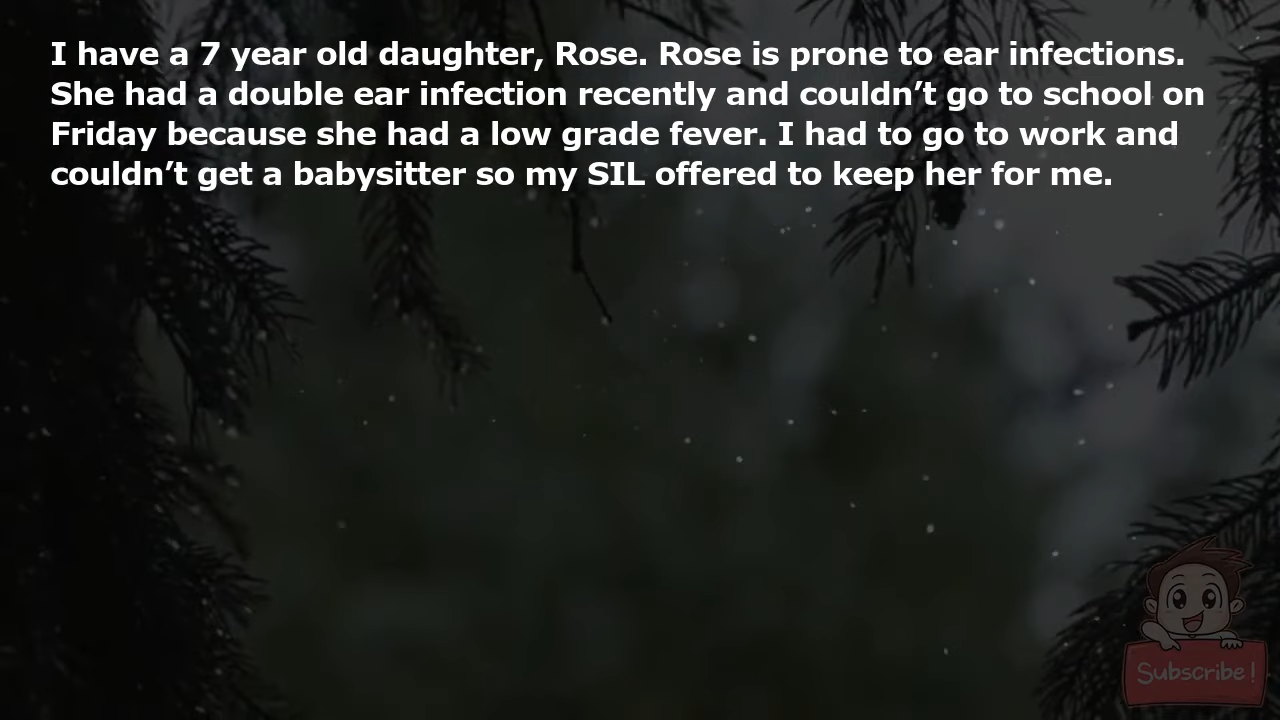 I have a 7 year old daughter, Rose. Rose is prone to ear infections.
She had a double ear infection recently and couldn’t go to school on
Friday because she had a low grade fever. I had to go to work and
couldn’t get a babysitter so my SIL offered to keep her for me.
Subscribe!